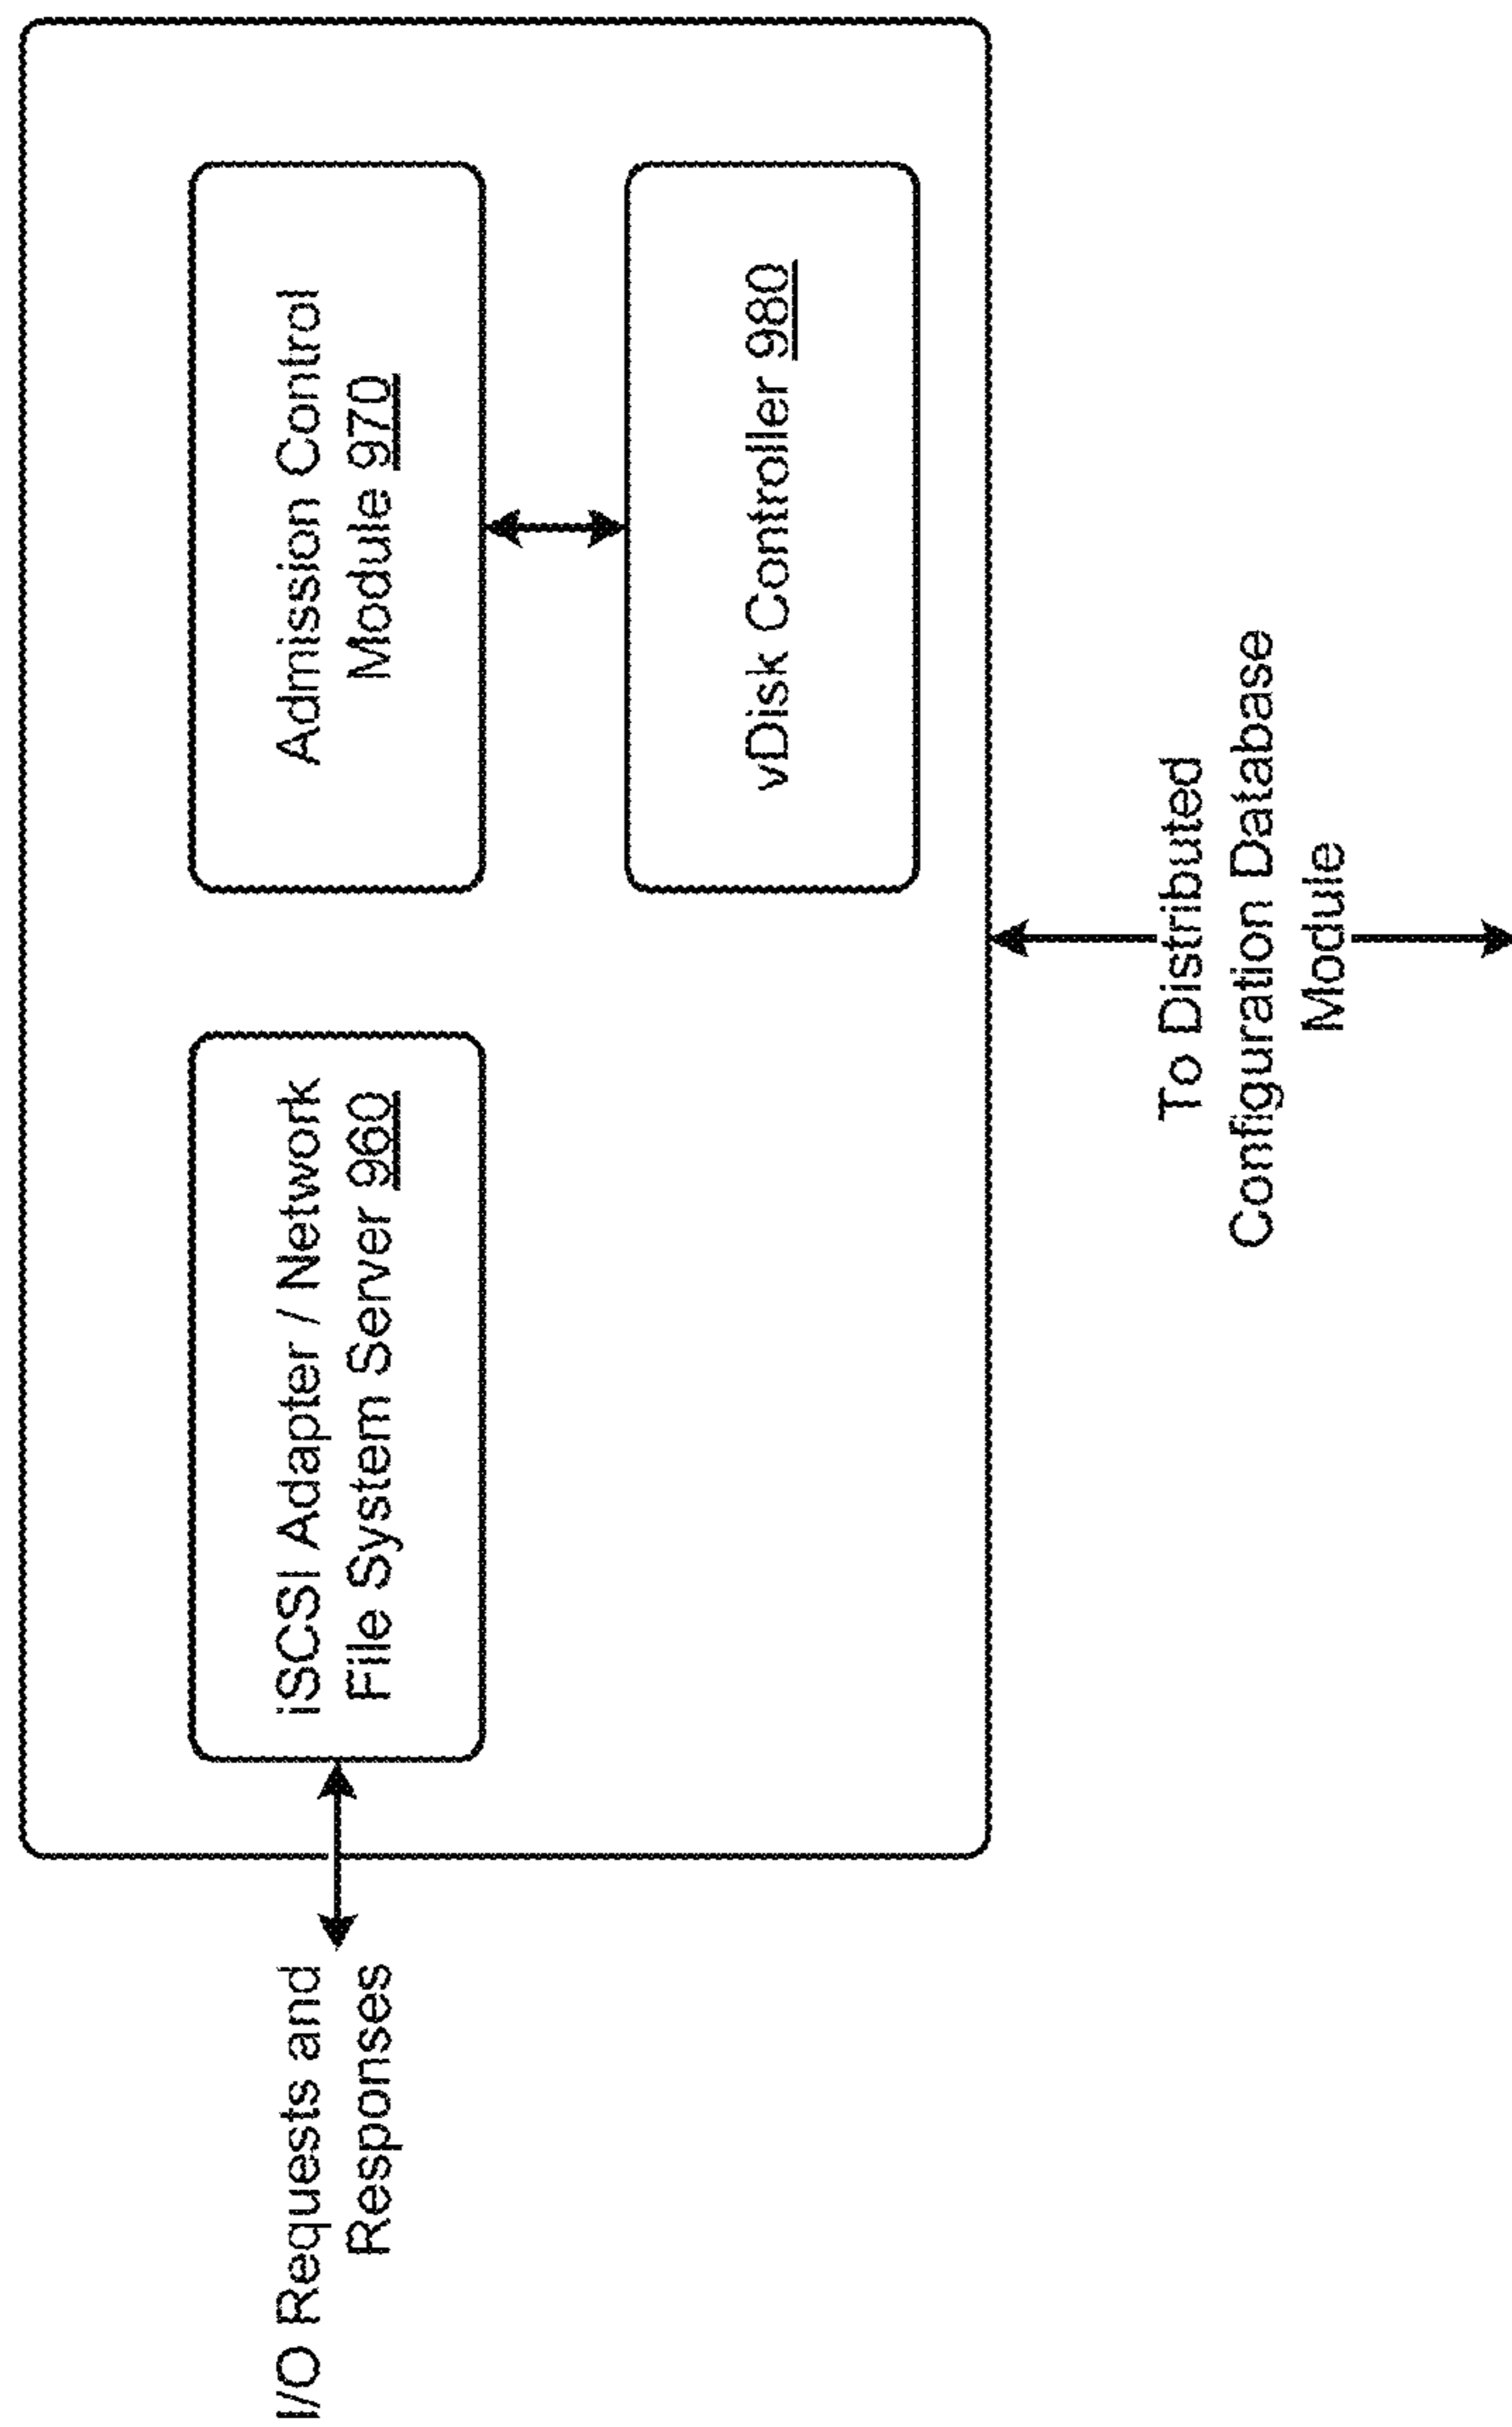 I/O Requests and
Responses
iSCSI Adapter / Network
File System Server 960
Admission Control
Module 970
vDisk Controller 980
To Distributed
Configuration Database
Module